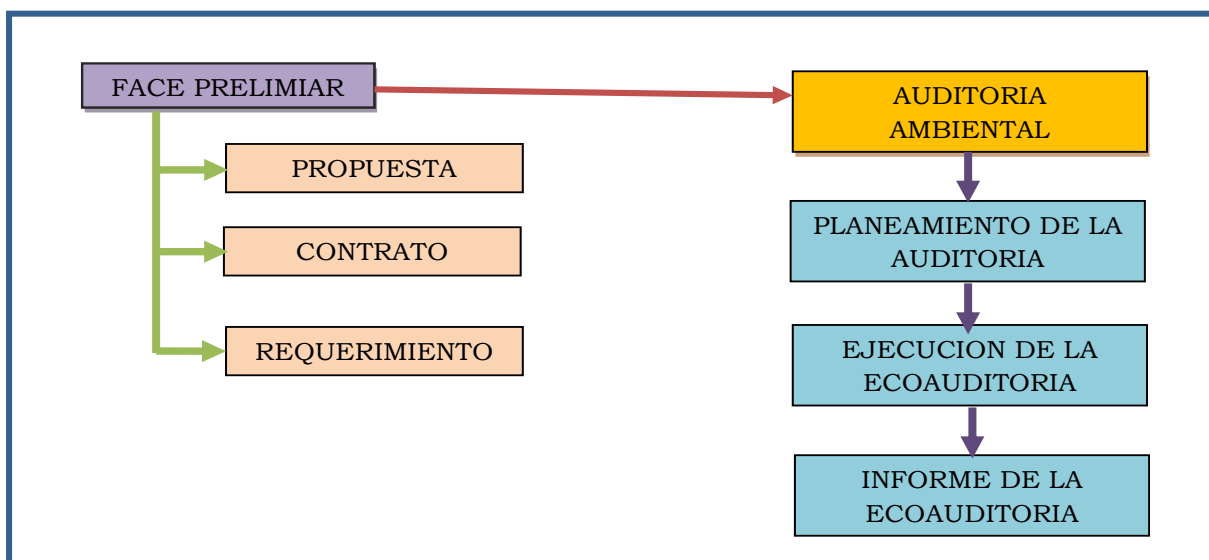 FACE PRELIMIAR
PROPUESTA
CONTRATO
REQUERIMIENTO
AUDITORIA
AMBIENTAL
PLANEAMIENTO DE LA
AUDITORIA
EJECUCION DE LA
ECOAUDITORIA
INFORME DE LA
ECOAUDITORIA